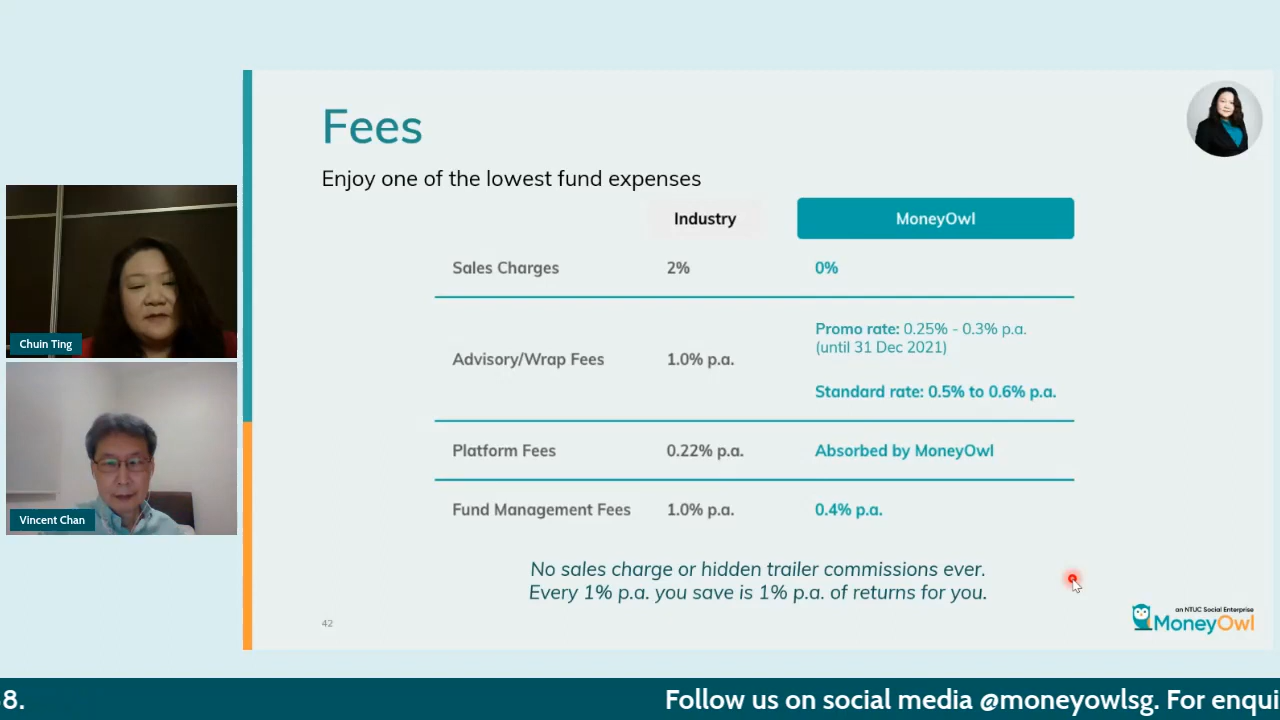 Fees
Enjoy one of the lowest fund expenses
Industry MoneyOwl
Sales Charges 2% 0%
Promo rate: 0.25% - 0.3% p.a.
(until 31 Dec 2021)
Advisory/Wrap Fees 1.0% p.a.
Standard rate: 0.5% to 0.6% p.a.
Platform Fees 0.22% p.a. Absorbed by MoneyOwl
Fund Management Fees 1.0% p.a. 0.4% p.a.
No sales charge or hidden trailer commissions ever.
Every 1% p.a. you save is 1% p.a. of returns for you.
42
an NTUC Social Enterprise
MoneyOwl
Chuin Ting
Vincent Chan
8. Follow us on social media @moneyowlsg. For enqui